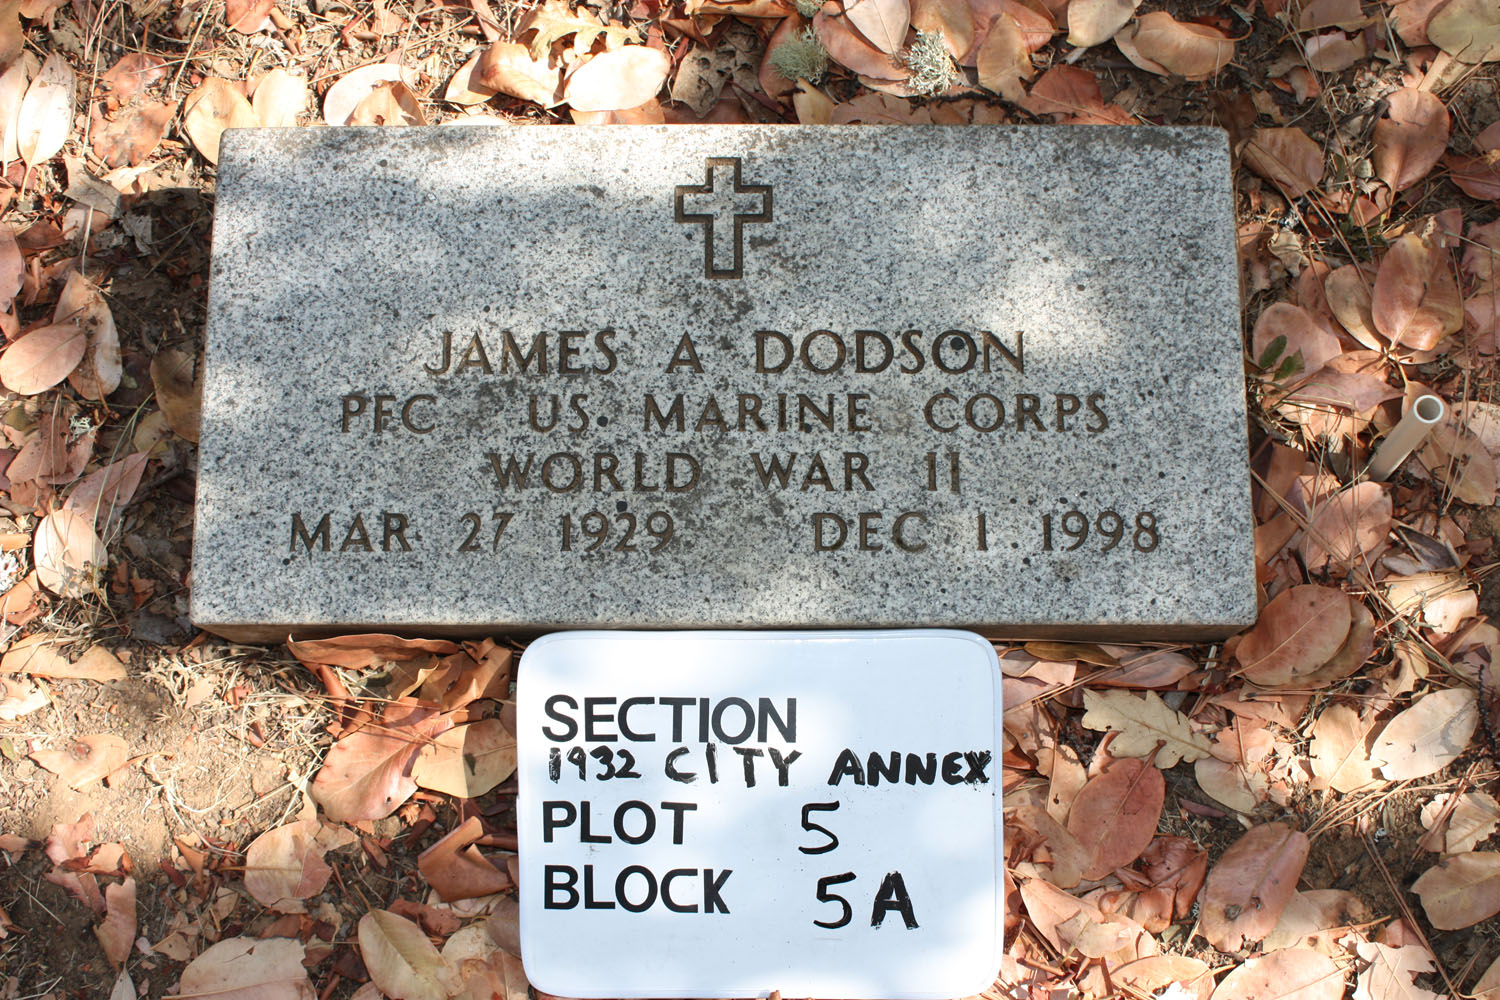 JAMES A DODSON
PFC US MARINE CORPS
WORLD WAR II
MAR 27 1929 DEC 1 1998
SECTION
1932 CITY ANNEX
PLOT 5
BLOCK 5A